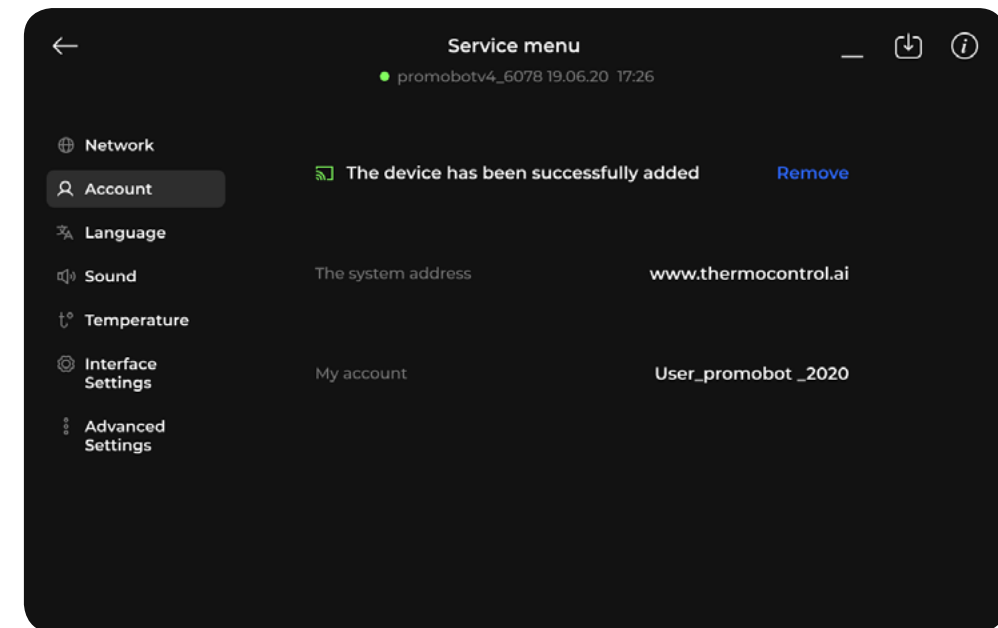 Service menu
promobotv4_6078 19.06.20 17:26
Network
Account
Language
Sound
t° Temperature
Interface
Settings
Advanced
Settings
The device has been successfully added Remove
The system address www.thermocontrol.ai
My account User_promobot _2020